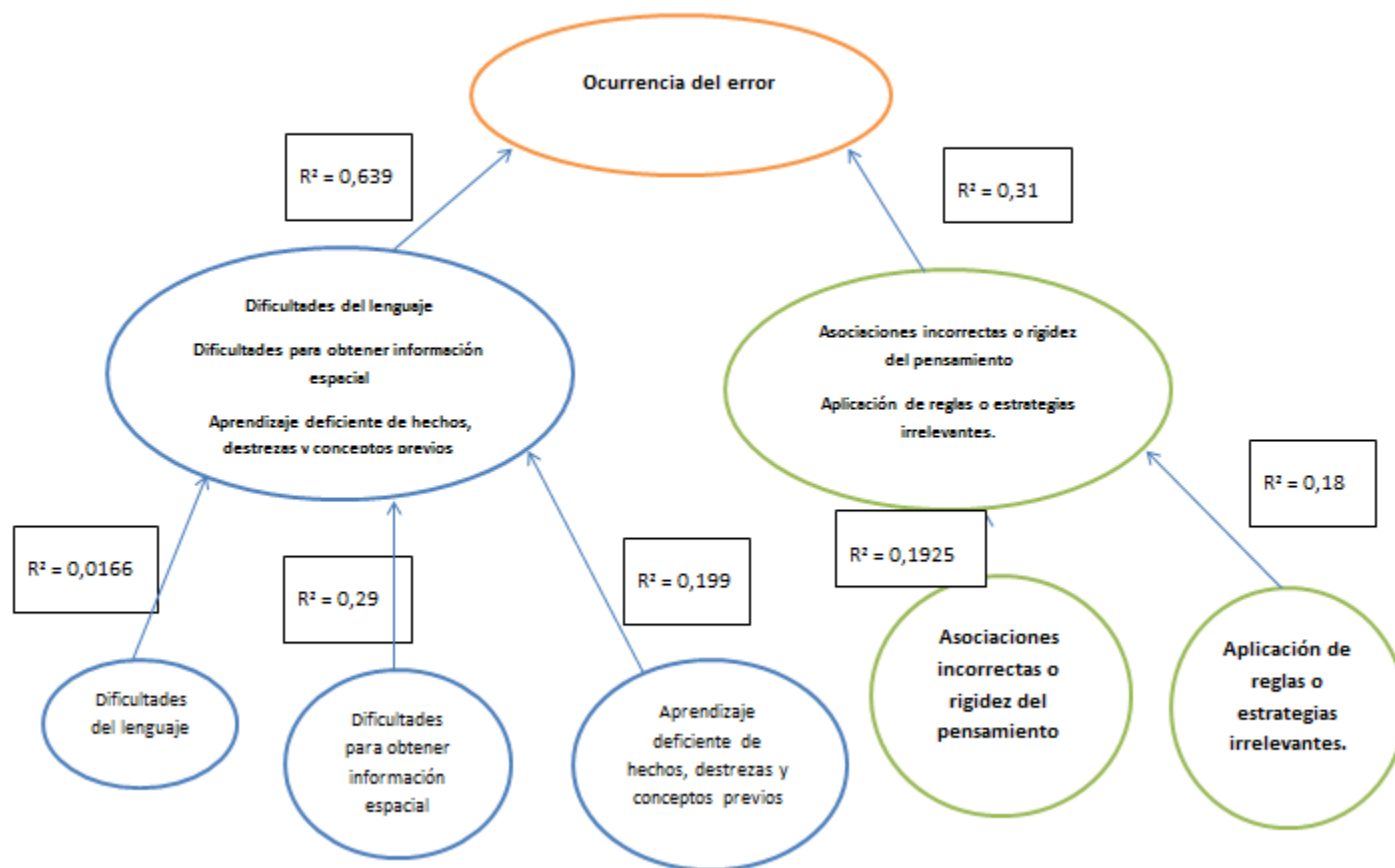 Ocurrencia del error
R² = 0,639
R² = 0,31
Dificultades del lenguaje
Dificultades para obtener información
espacial
Aprendizaje deficiente de hechos,
destrezas y conceptos previos
Asociaciones incorrectas o rigidez
del pensamiento
Aplicación de reglas o estrategias
irrelevantes.
R² = 0,0166
R² = 0,29
R² = 0,199
R² = 0,1925
R² = 0,18
Dificultades
del lenguaje
Dificultades
para obtener
información
espacial
Aprendizaje
deficiente de
hechos, destrezas y
conceptos previos
Asociaciones
incorrectas o
rigidez del
pensamiento
Aplicación de
reglas o
estrategias
irrelevantes.